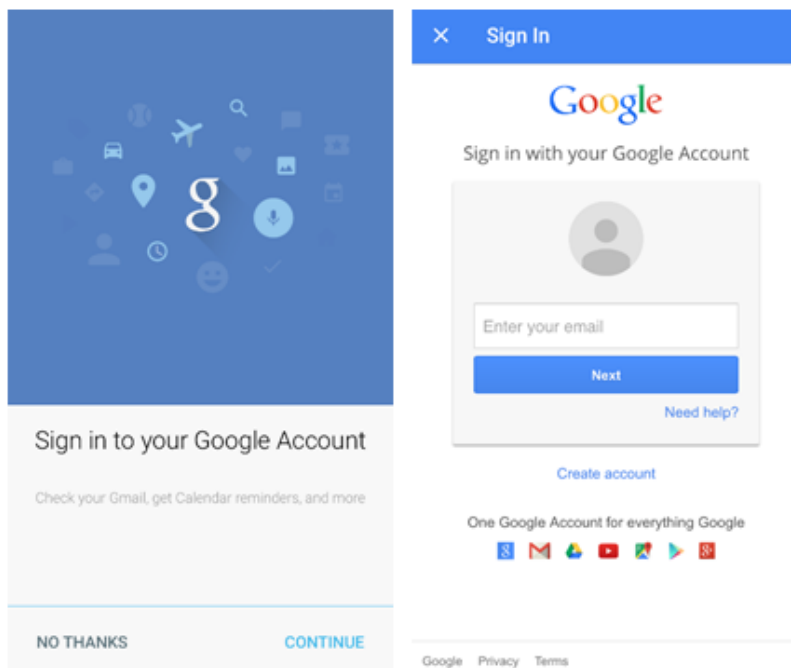 g
Sign in to your Google Account
Check your Gmail, get Calendar reminders, and more
NO THANKS CONTINUE
Sign In
Google
Sign in with your Google Account
Enter your email
Next
Need help?
Create account
One Google Account for everything Google
Google Privacy Terms